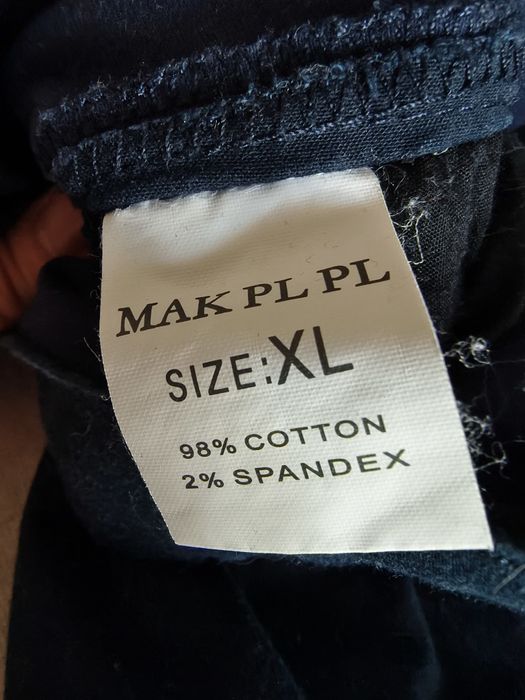 MAK PL PL
SIZE:XL
98% COTTON
2% SPANDEX